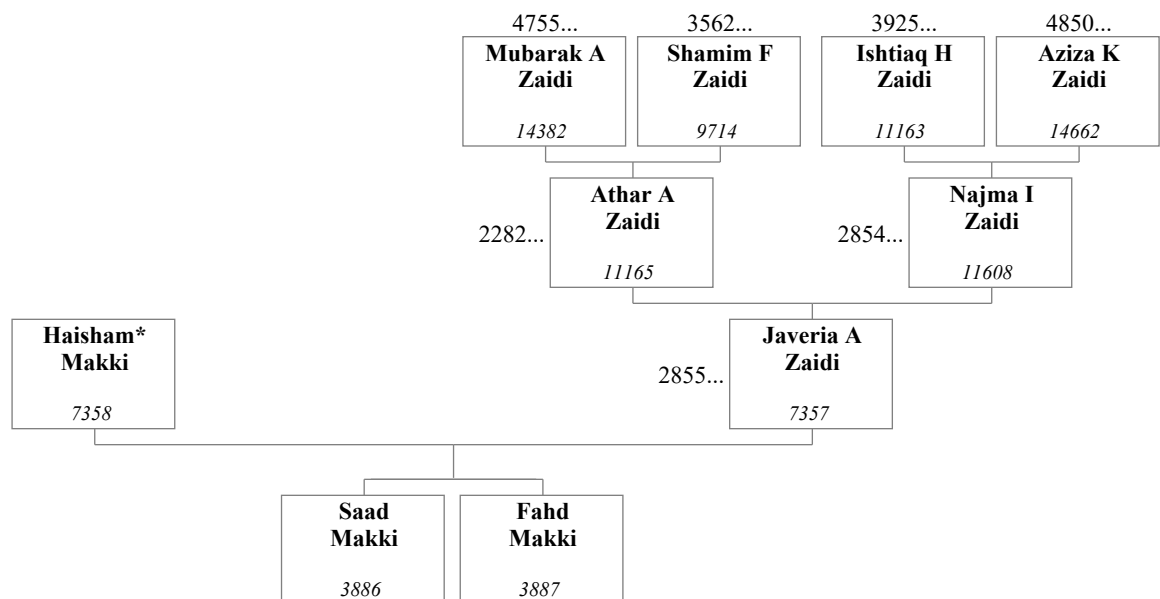 4755... 3562... 3925... 4850...
Mubarak A Shamim F Ishtiaq H Aziza K
Zaidi Zaidi Zaidi Zaidi
14382 9714 11163 14662
Athar A Najma I
Zaidi Zaidi
2282... 2854...
11165 11608
Haisham* Javeria A
Makki Zaidi
2855...
7358 7357
Saad Fahd
Makki Makki
3886 3887